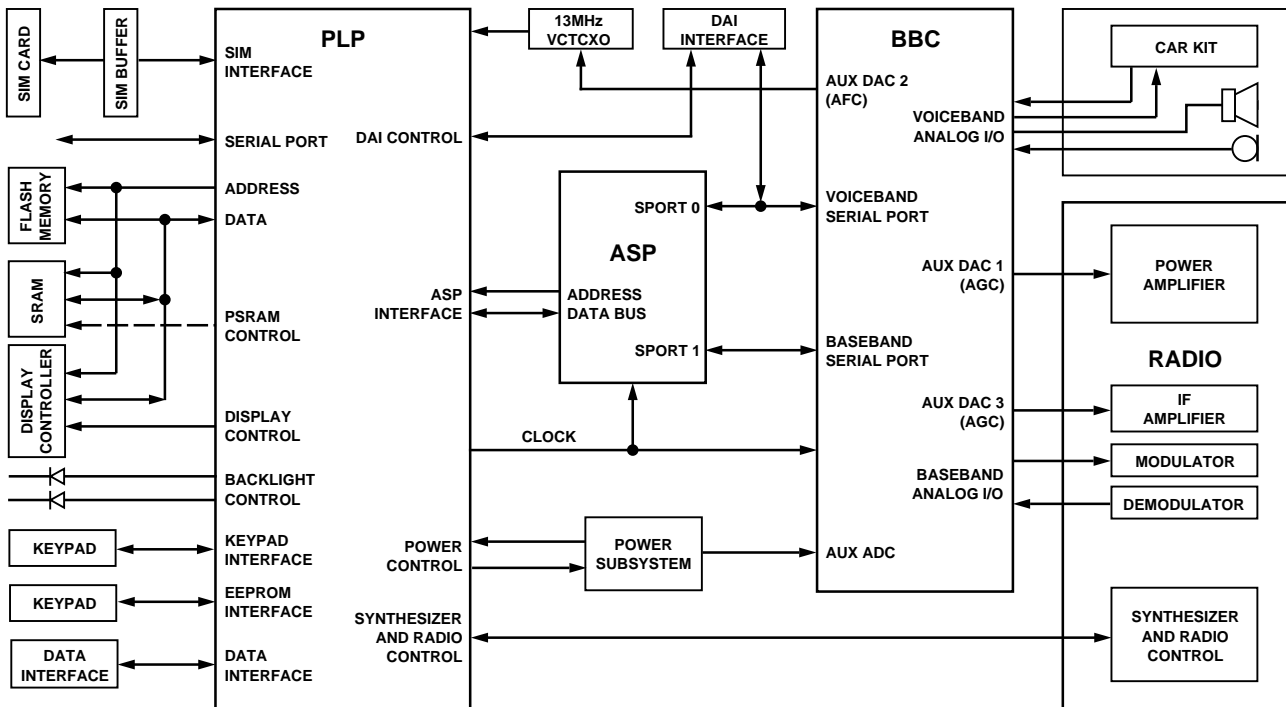 SIM CARD
SIM BUFFER
PLP
SIM
INTERFACE
SERIAL PORT
DAI CONTROL
FLASH
MEMORY
ADDRESS
DATA
SRAM
ASP
INTERFACE
PSRAM
CONTROL
DISPLAY
CONTROLLER
DISPLAY
CONTROL
BACKLIGHT
CONTROL
KEYPAD
KEYPAD
INTERFACE
POWER
CONTROL
KEYPAD
EEPROM
INTERFACE
SYNTHESIZER
AND RADIO
CONTROL
DATA
INTERFACE
DATA
INTERFACE
13MHz
VCTCXO
DAI
INTERFACE
SPORT 0
ASP
ADDRESS
DATA BUS
SPORT 1
CLOCK
POWER
SUBSYSTEM
BBC
AUX DAC 2
(AFC)
VOICEBAND
ANALOG I/O
VOICEBAND
SERIAL PORT
AUX DAC 1
(AGC)
BASEBAND
SERIAL PORT
AUX DAC 3
(AGC)
BASEBAND
ANALOG I/O
AUX ADC
CAR KIT
POWER
AMPLIFIER
RADIO
IF
AMPLIFIER
MODULATOR
DEMODULATOR
SYNTHESIZER
AND RADIO
CONTROL